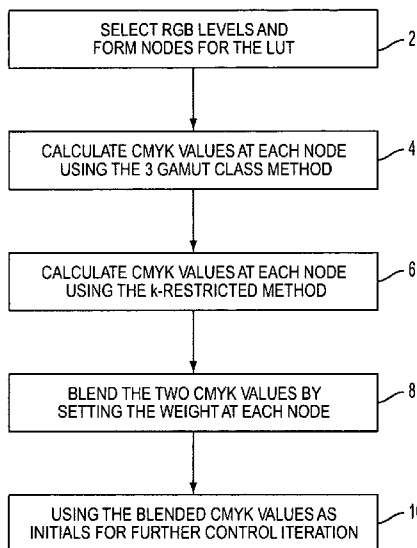 SELECT RGB LEVELS AND
FORM NODES FOR THE LUT
2
CALCULATE CMYK VALUES AT EACH NODE
USING THE 3 GAMUT CLASS METHOD
4
CALCULATE CMYK VALUES AT EACH NODE
USING THE k-RESTRICTED METHOD
6
BLEND THE TWO CMYK VALUES BY
SETTING THE WEIGHT AT EACH NODE
8
USING THE BLENDED CMYK VALUES AS
INITIALS FOR FURTHER CONTROL ITERATION